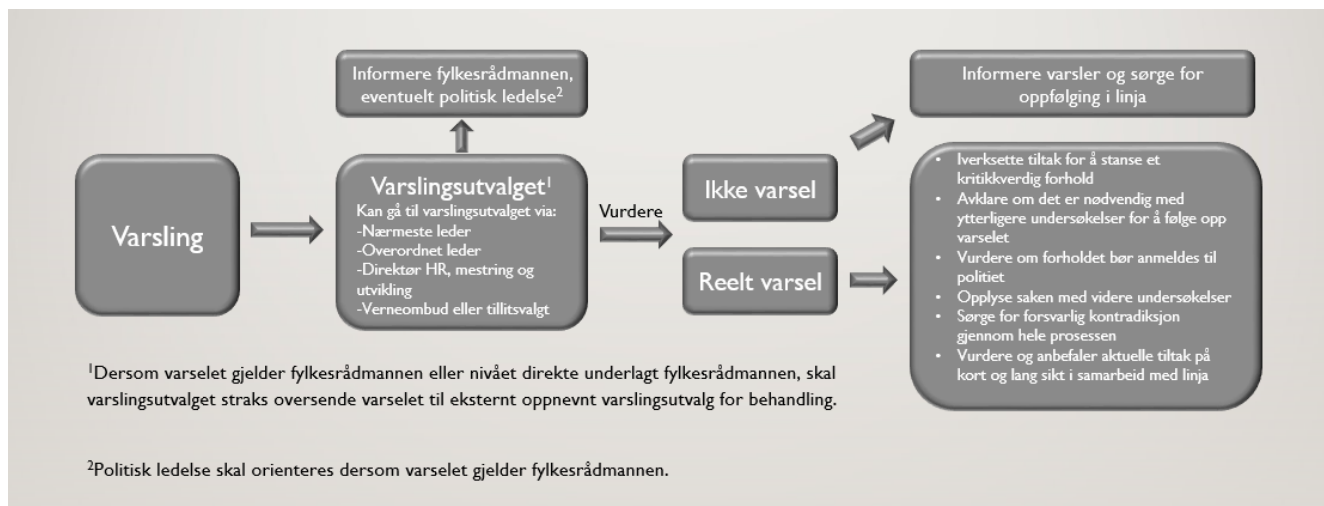 Varsling
Informere fylkesrådmannen,
eventuelt politisk ledelse²
Varslingsutvalget¹
Kan gå til varslingsutvalget via:
-Nærmeste leder
-Overordnet leder
-Direktør HR, mestring og
utvikling
-Verneombud eller tillitsvalgt
Vurdere
Ikke varsel
Reelt varsel
Informere varsler og sørge for
oppfølging i linja
• Iverksette tiltak for å stanse et
kritikkverdig forhold
• Avklare om det er nødvendig med
ytterligere undersøkelser for å følge opp
varselet
• Vurdere om forholdet bør anmeldes til
politiet
• Opplyse saken med videre undersøkelser
• Sørge for forsvarlig kontradiksjon
gjennom hele prosessen
• Vurdere og anbefaler aktuelle tiltak på
kort og lang sikt i samarbeid med linja
¹Dersom varselet gjelder fylkesrådmannen eller nivået direkte underlagt fylkesrådmannen, skal
varslingsutvalget straks oversende varselet til eksternt oppnevnt varslingsutvalg for behandling.
²Politisk ledelse skal orienteres dersom varselet gjelder fylkesrådmannen.